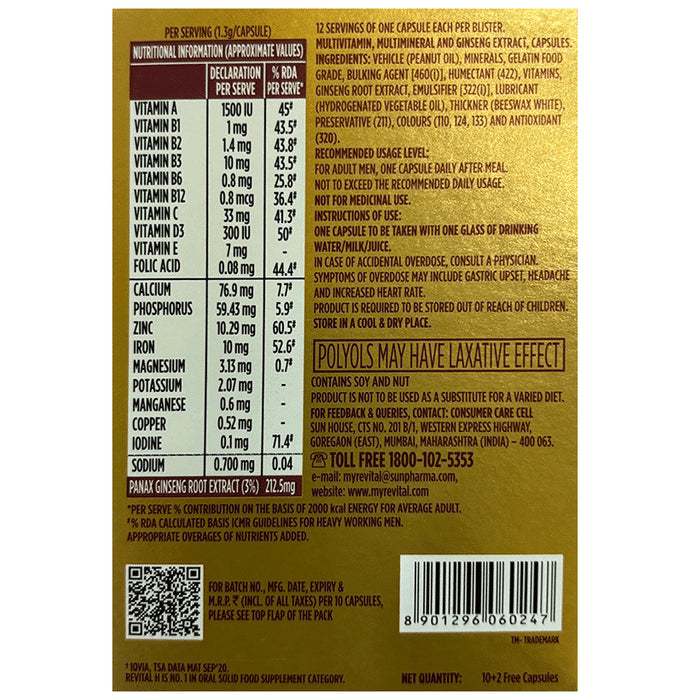 PER SERVING (1.3g/CAPSULE)
NUTRITIONAL INFORMATION (APPROXIMATE VALUES)
DECLARATION PER SERVE % RDA PER SERVE*
VITAMIN A 1500 IU 45#
VITAMIN B1 1 mg 43.5#
VITAMIN B2 1.4 mg 43.8#
VITAMIN B3 10 mg 43.5#
VITAMIN B6 0.8 mg 25.8#
VITAMIN B12 0.8 mcg 36.4#
VITAMIN C 33 mg 41.3#
VITAMIN D3 300 IU 50#
VITAMIN E 7 mg -
FOLIC ACID 0.08 mg 44.4#
CALCIUM 76.9 mg 7.7#
PHOSPHORUS 59.43 mg 5.9#
ZINC 10.29 mg 60.5#
IRON 10 mg 52.6#
MAGNESIUM 3.13 mg 0.7#
POTASSIUM 2.07 mg -
MANGANESE 0.6 mg -
COPPER 0.52 mg -
IODINE 0.1 mg 71.4#
SODIUM 0.700 mg 0.04
PANAX GINSENG ROOT EXTRACT (3%) 212.5mg
12 SERVINGS OF ONE CAPSULE EACH PER BLISTER.
MULTIVITAMIN, MULTIMINERAL AND GINSENG EXTRACT, CAPSULES.
INGREDIENTS: VEHICLE (PEANUT OIL), MINERALS, GELATIN FOOD
GRADE, BULKING AGENT [460(i)], HUMECTANT (422), VITAMINS,
GINSENG ROOT EXTRACT, EMULSIFIER [322(i)], LUBRICANT
(HYDROGENATED VEGETABLE OIL), THICKNER (BEESWAX WHITE),
PRESERVATIVE (211), COLOURS (110, 124, 133) AND ANTIOXIDANT
(320).
RECOMMENDED USAGE LEVEL:
FOR ADULT MEN, ONE CAPSULE DAILY AFTER MEAL.
NOT TO EXCEED THE RECOMMENDED DAILY USAGE.
NOT FOR MEDICINAL USE.
INSTRUCTIONS OF USE:
ONE CAPSULE TO BE TAKEN WITH ONE GLASS OF DRINKING
WATER/MILK/JUICE.
IN CASE OF ACCIDENTAL OVERDOSE, CONSULT A PHYSICIAN.
SYMPTOMS OF OVERDOSE MAY INCLUDE GASTRIC UPSET, HEADACHE
AND INCREASED HEART RATE.
PRODUCT IS REQUIRED TO BE STORED OUT OF REACH OF CHILDREN.
STORE IN A COOL & DRY PLACE.
POLYOLS MAY HAVE LAXATIVE EFFECT
CONTAINS SOY AND NUT
PRODUCT IS NOT TO BE USED AS A SUBSTITUTE FOR A VARIED DIET.
FOR FEEDBACK & QUERIES, CONTACT: CONSUMER CARE CELL
SUN HOUSE, CTS NO. 201 B/1, WESTERN EXPRESS HIGHWAY,
GOREGAON (EAST), MUMBAI, MAHARASHTRA (INDIA) – 400 063.
TOLL FREE 1800-102-5353
e-mail: myrevital@sunpharma.com,
website: www.myrevital.com
*PER SERVE % CONTRIBUTION ON THE BASIS OF 2000 kcal ENERGY FOR AVERAGE ADULT.
#% RDA CALCULATED BASIS ICMR GUIDELINES FOR HEAVY WORKING MEN.
APPROPRIATE OVERAGES OF NUTRIENTS ADDED.
FOR BATCH NO., MFG. DATE, EXPIRY &
M.R.P. ₹ (INCL. OF ALL TAXES) PER 10 CAPSULES,
PLEASE SEE TOP FLAP OF THE PACK
8 901296 060247
TM- TRADEMARK
† IQVIA, TSA DATA MAT SEP'20.
REVITAL H IS NO. 1 IN ORAL SOLID FOOD SUPPLEMENT CATEGORY.
NET QUANTITY: 10+2 Free Capsules